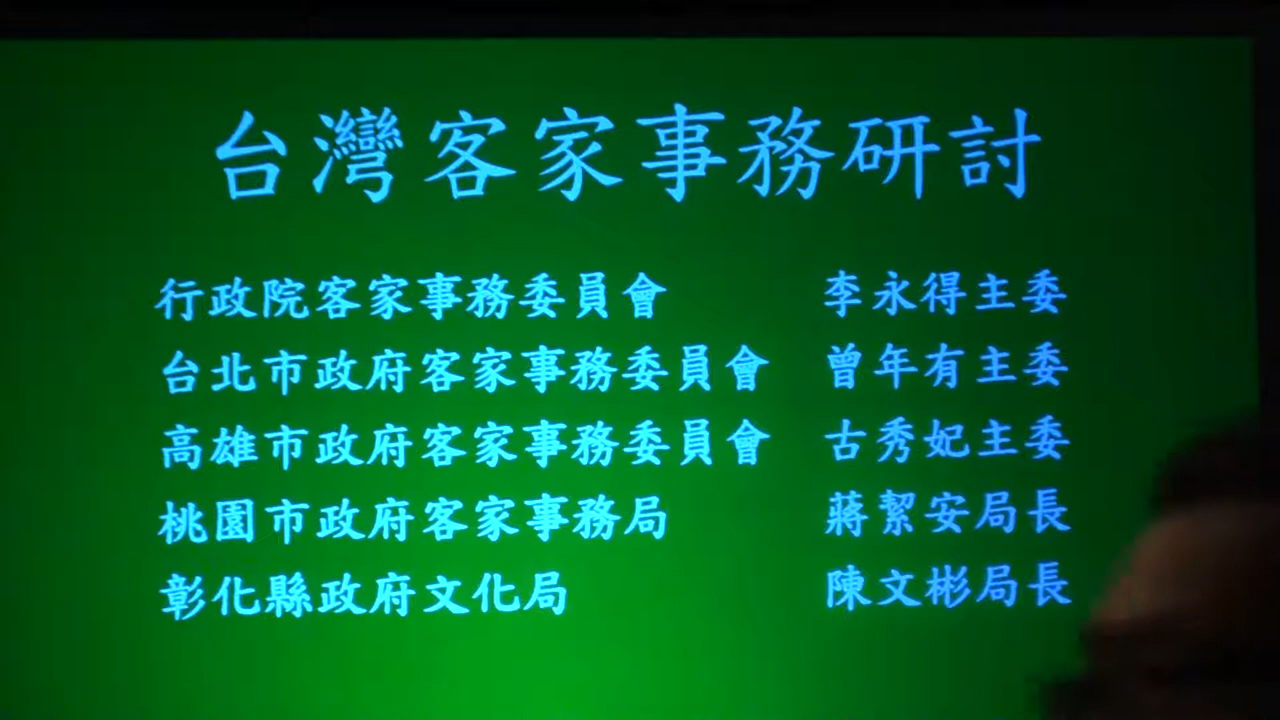 台灣客家事務研討
行政院客家事務委員會 李永得主委
台北市政府客家事務委員會 曾年有主委
高雄市政府客家事務委員會 古秀妃主委
桃園市政府客家事務局 蔣絜安局長
彰化縣政府文化局 陳文彬局長